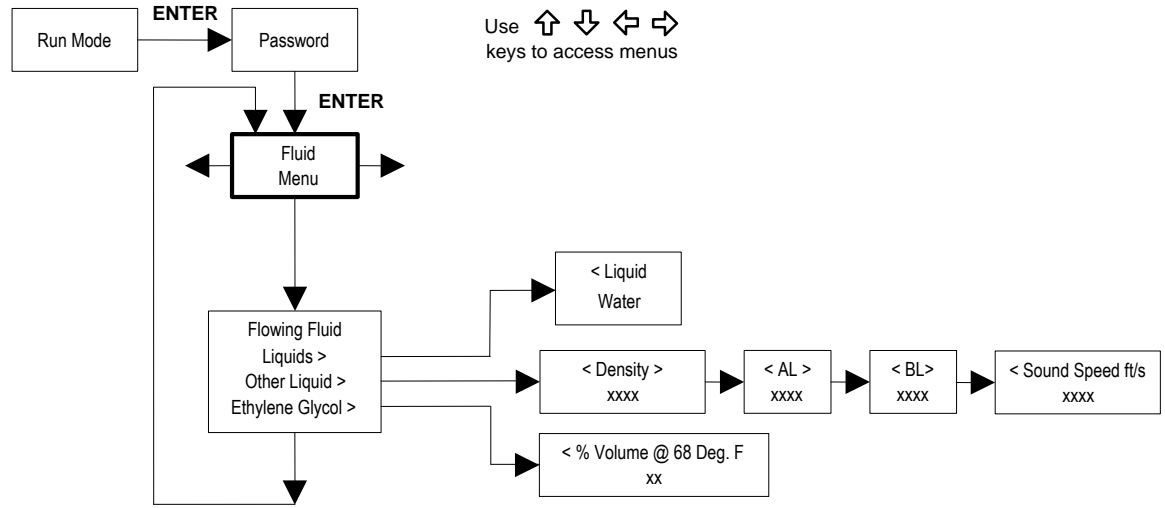 ENTER
Run Mode
Password
Use
keys to access menus
ENTER
Fluid
Menu
< Liquid
Water
Flowing Fluid
Liquids >
Other Liquid >
Ethylene Glycol >
< Density >
xxxx
< AL >
xxxx
< BL>
xxxx
< Sound Speed ft/s
xxxx
< % Volume @ 68 Deg. F
xx